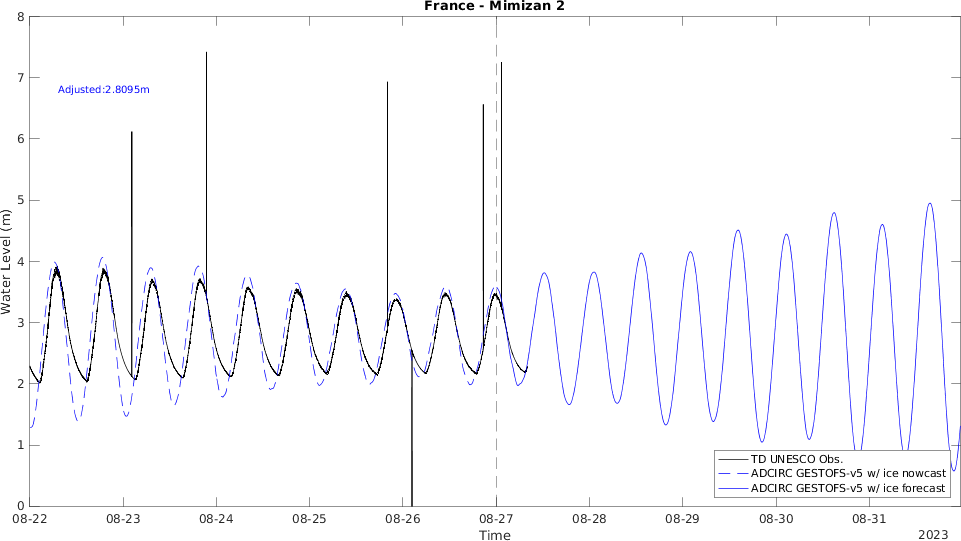 France - Mimizan 2
8
7
6
5
4
3
2
1
0
Water Level (m)
Adjusted:2.8095m
TD UNESCO Obs.
ADCIRC GESTOFS-v5 w/ ice nowcast
ADCIRC GESTOFS-v5 w/ ice forecast
08-22 08-23 08-24 08-25 08-26 08-27 08-28 08-29 08-30 08-31
Time
2023